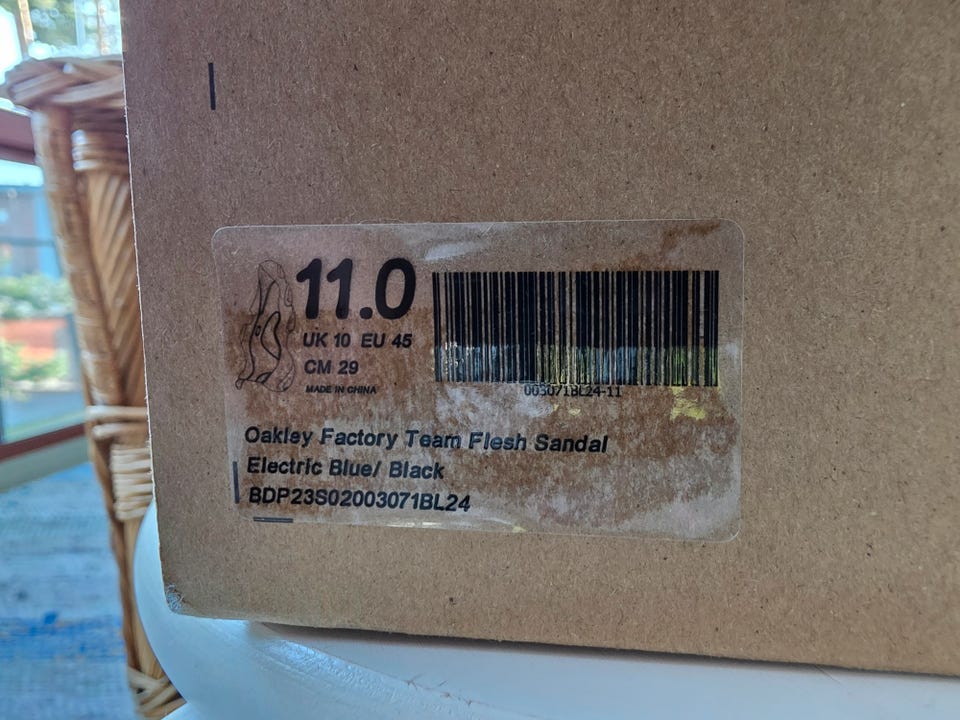 11.0
UK 10 EU 45
CM 29
MADE IN CHINA
003071BL24-11
Oakley Factory Team Flesh Sandal
Electric Blue/ Black
BDP23S02003071BL24